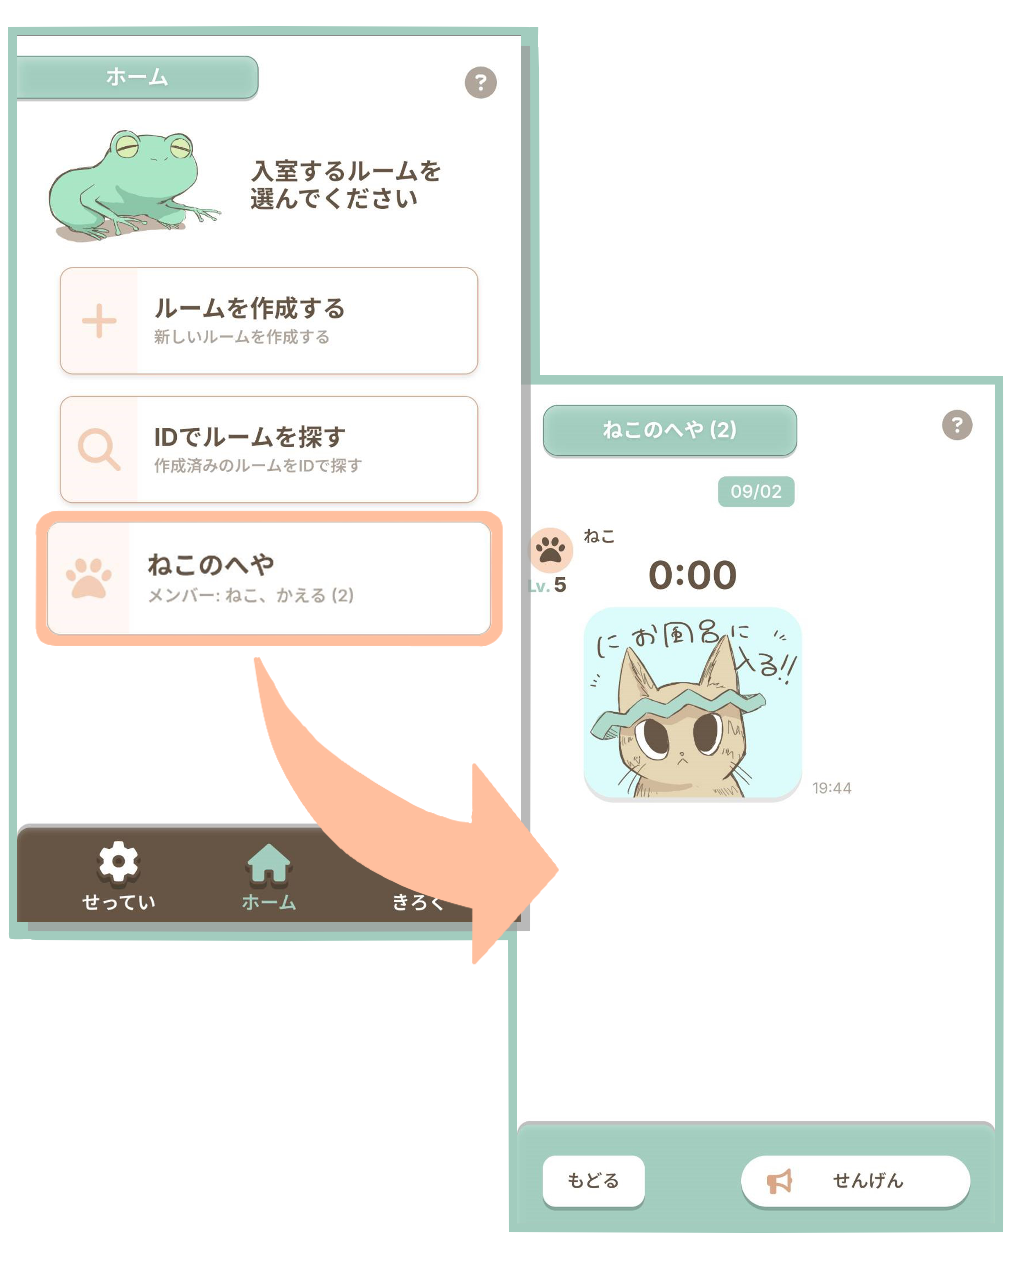 ホーム
?
入室するルームを
選んでください
ルームを作成する
新しいルームを作成する
IDでルームを探す
作成済みのルームをIDで探す
ねこのへや
メンバー: ねこ、かえる (2)
せってい
ホーム
きろく
ねこのへや (2)
?
09/02
ねこ
Lv. 5
0:00
にお風呂に
入る!!
19:44
もどる
せんげん